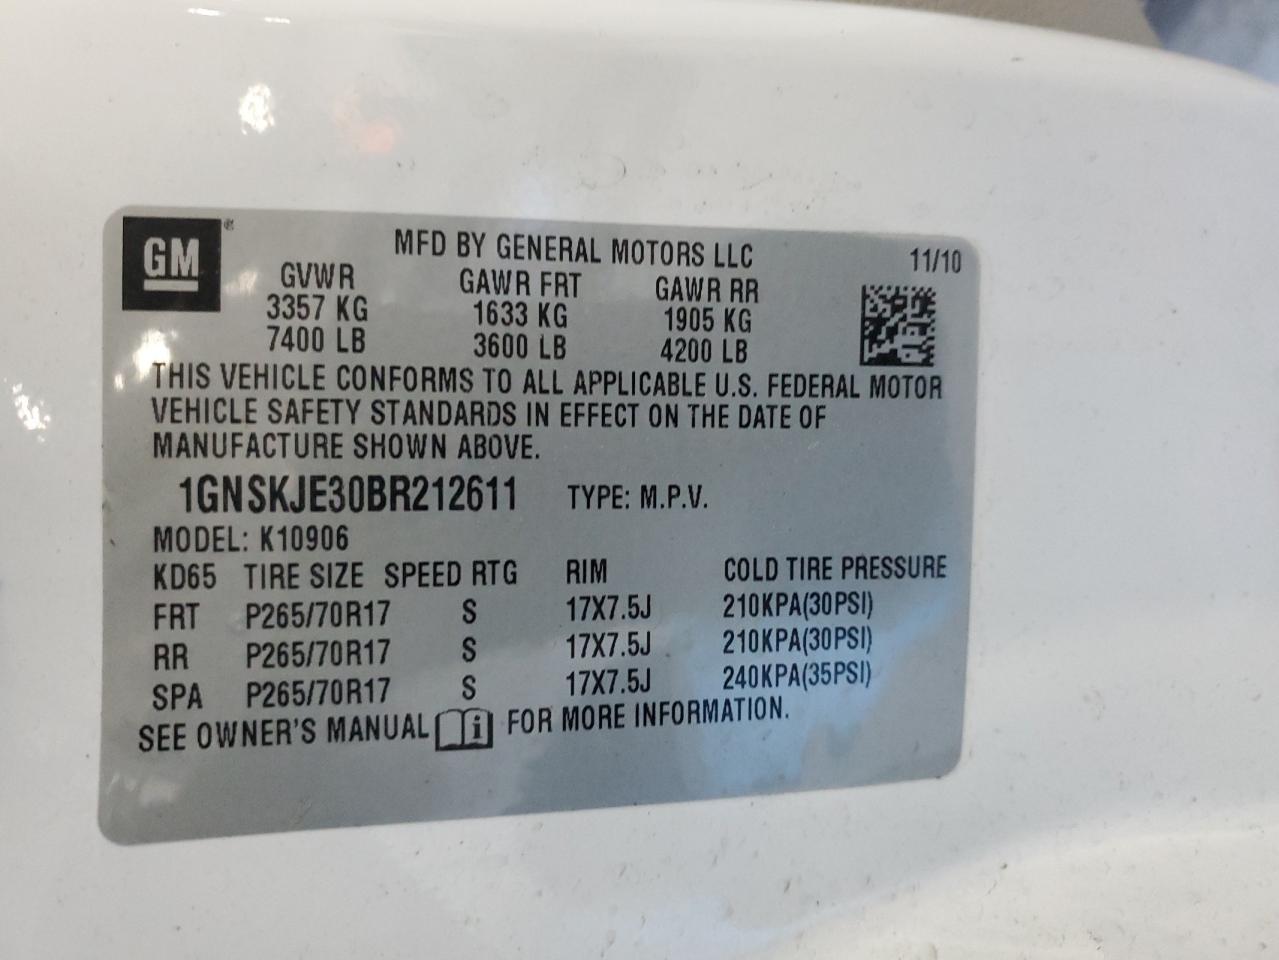 GM ®
MFD BY GENERAL MOTORS LLC 11/10
GVWR GAWR FRT GAWR RR
3357 KG 1633 KG 1905 KG
7400 LB 3600 LB 4200 LB
THIS VEHICLE CONFORMS TO ALL APPLICABLE U.S. FEDERAL MOTOR
VEHICLE SAFETY STANDARDS IN EFFECT ON THE DATE OF
MANUFACTURE SHOWN ABOVE.
1GNSKJE30BR212611 TYPE: M.P.V.
MODEL: K10906
KD65 TIRE SIZE SPEED RTG RIM COLD TIRE PRESSURE
FRT P265/70R17 S 17X7.5J 210KPA(30PSI)
RR P265/70R17 S 17X7.5J 210KPA(30PSI)
SPA P265/70R17 S 17X7.5J 240KPA(35PSI)
SEE OWNER'S MANUAL i FOR MORE INFORMATION.